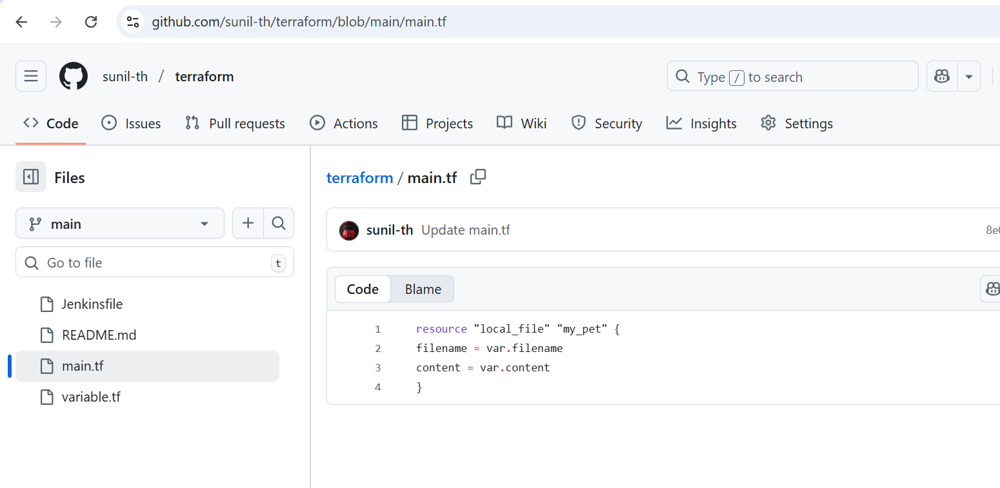 github.com/sunil-th/terraform/blob/main/main.tf
sunil-th / terraform
Type / to search
Code Issues Pull requests Actions Projects Wiki Security Insights Settings
Files
main
Go to file t
Jenkinsfile
README.md
main.tf
variable.tf
terraform / main.tf
sunil-th Update main.tf
Code Blame
1 resource "local_file" "my_pet" {
2 filename = var.filename
3 content = var.content
4 }